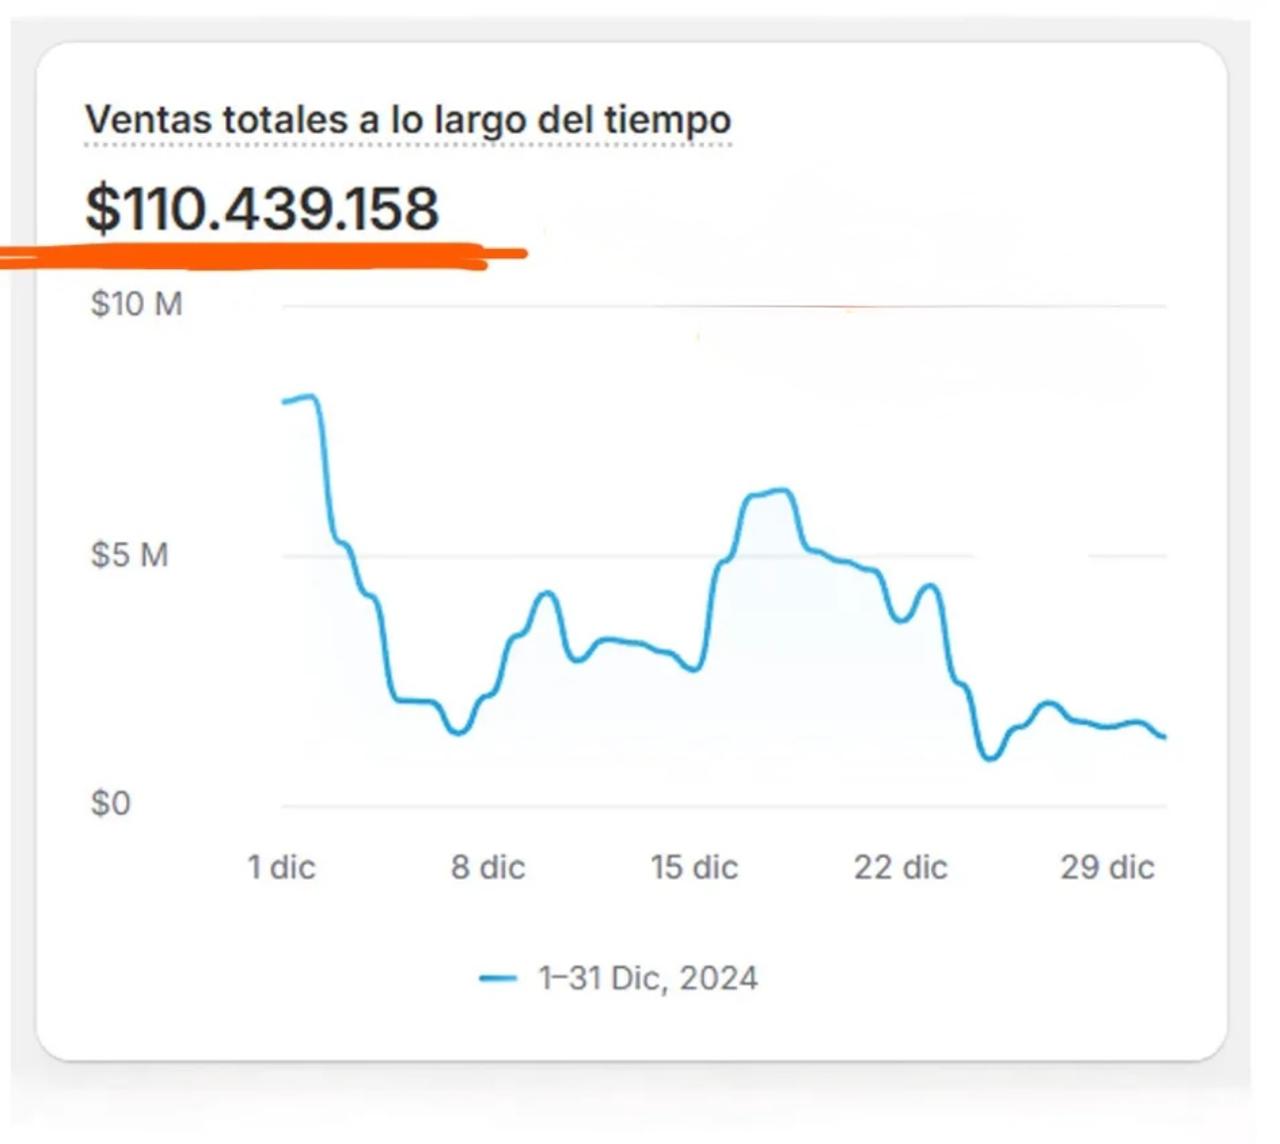 Ventas totales a lo largo del tiempo
$110.439.158
$10 M
$5 M
$0
1 dic 8 dic 15 dic 22 dic 29 dic
1–31 Dic, 2024